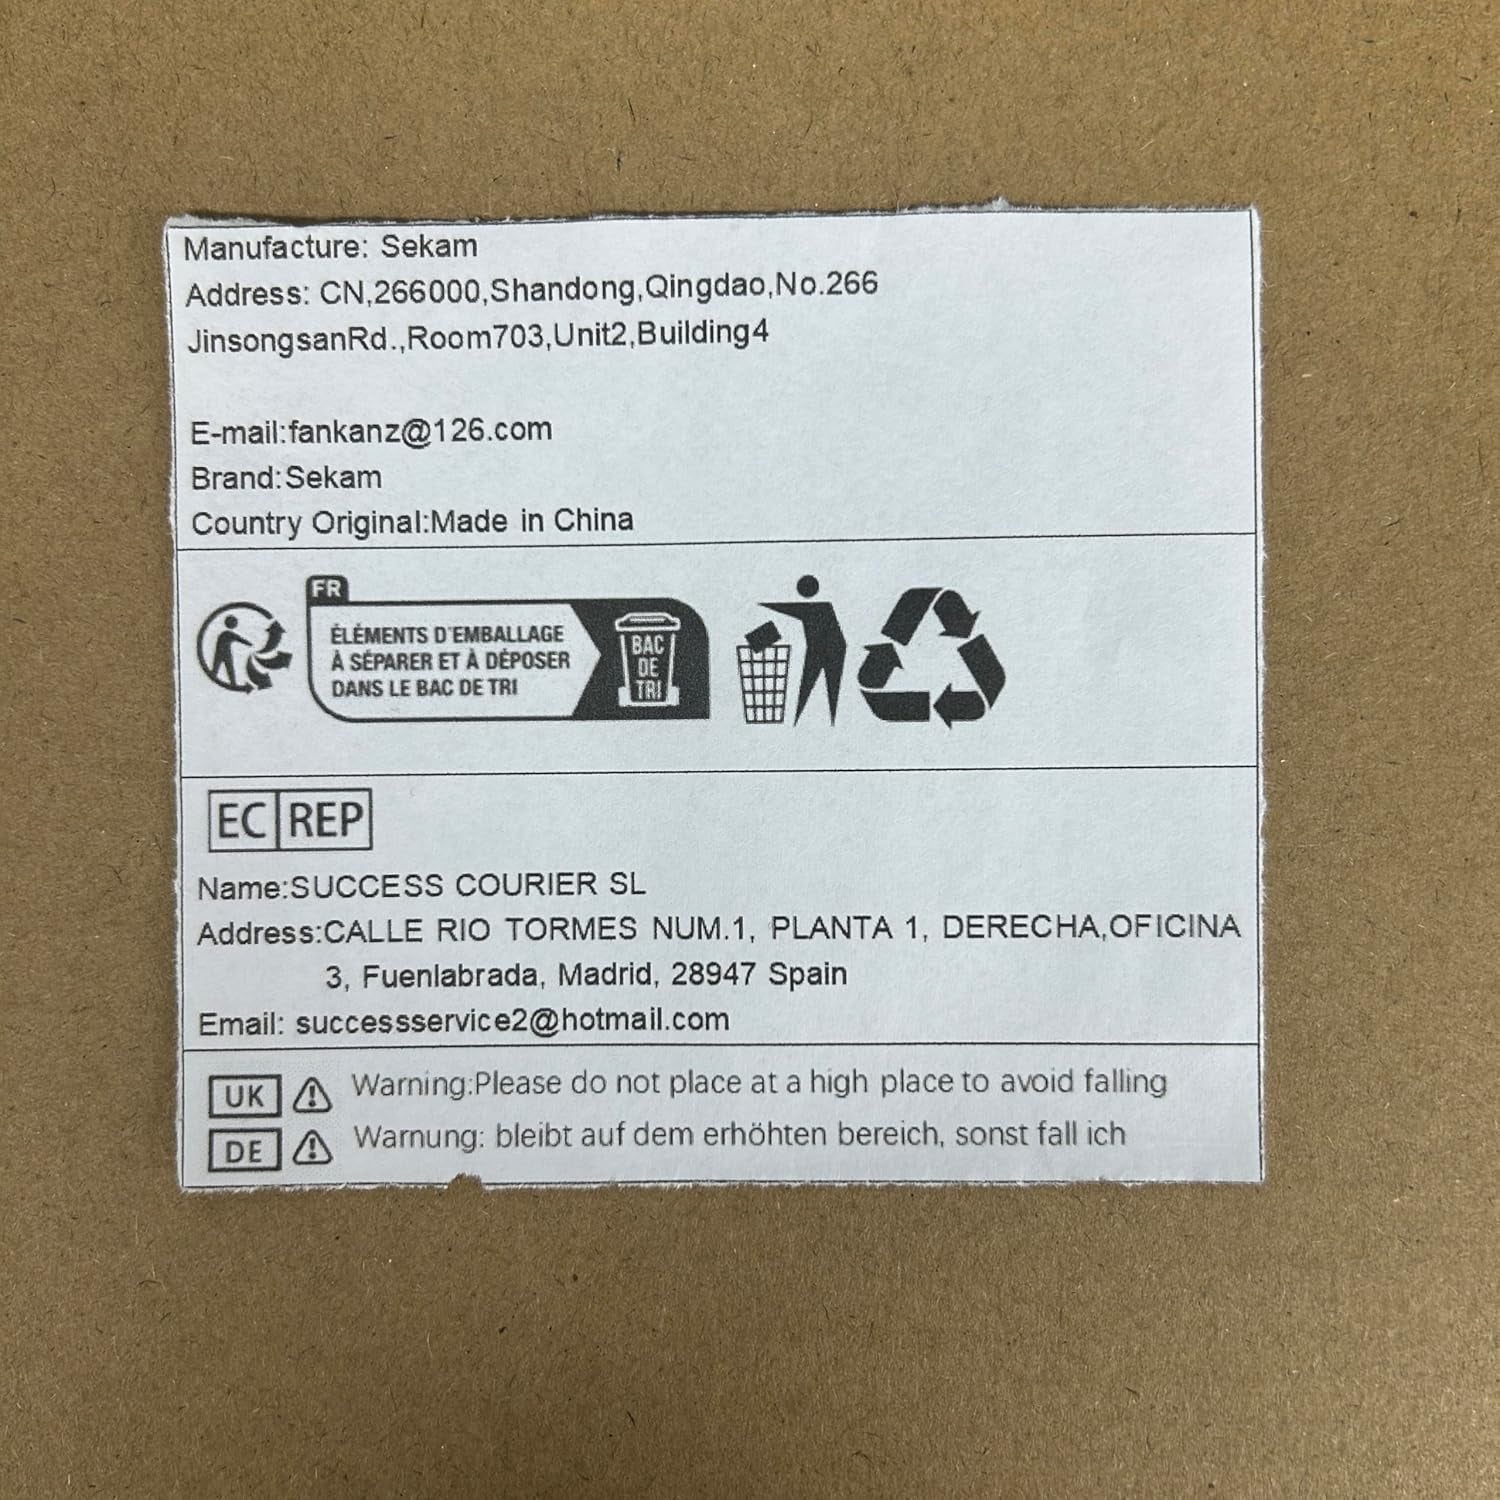 Manufacture: Sekam
Address: CN,266000,Shandong,Qingdao,No.266
JinsongsanRd.,Room703,Unit2,Building4
E-mail:fankanz@126.com
Brand:Sekam
Country Original:Made in China
FR
ÉLÉMENTS D'EMBALLAGE
À SÉPARER ET À DÉPOSER
DANS LE BAC DE TRI
BAC
DE
TRI
EC REP
Name:SUCCESS COURIER SL
Address:CALLE RIO TORMES NUM.1, PLANTA 1, DERECHA,OFICINA
3, Fuenlabrada, Madrid, 28947 Spain
Email: successservice2@hotmail.com
UK Warning:Please do not place at a high place to avoid falling
DE Warnung: bleibt auf dem erhöhten bereich, sonst fall ich